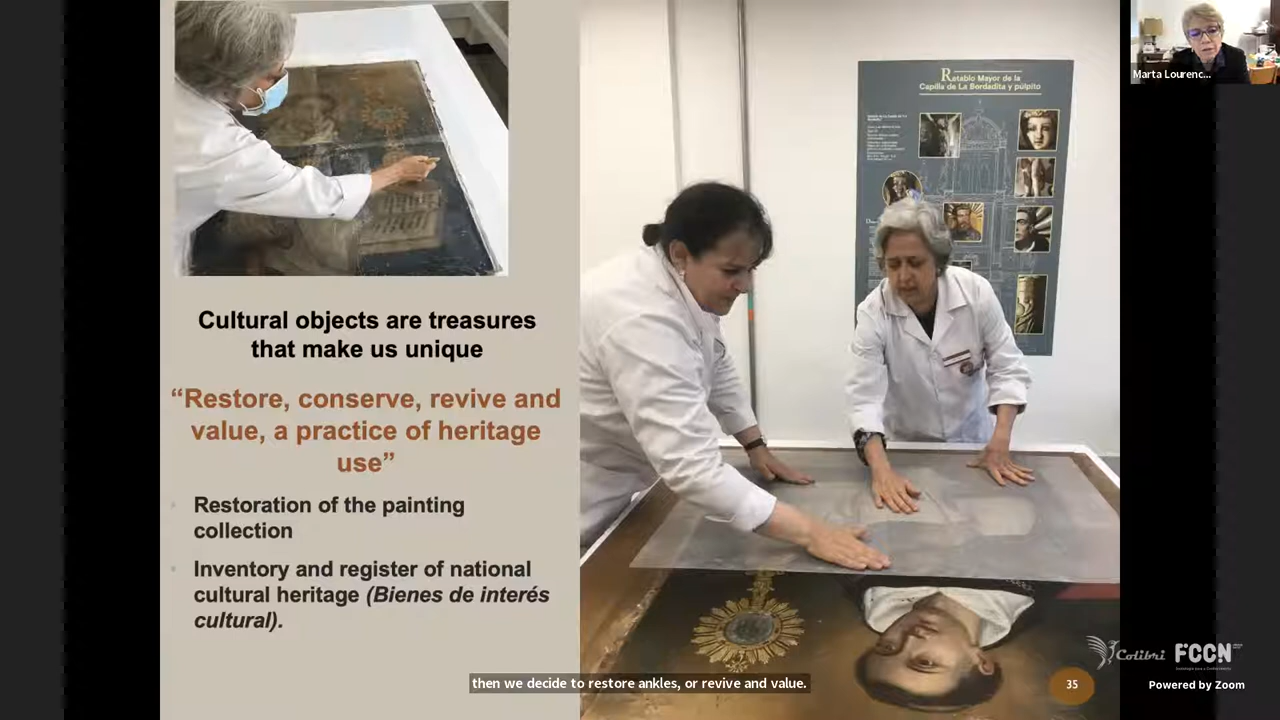 Cultural objects are treasures
that make us unique
“Restore, conserve, revive and
value, a practice of heritage
use”
Restoration of the painting
collection
Inventory and register of national
cultural heritage (Bienes de interés
cultural).
Retablo Mayor de la
Capilla de La Bordadita y púlpito
Marta Lourenc...
then we decide to restore ankles, or revive and value.
35
Colibri
FCCN
Powered by Zoom